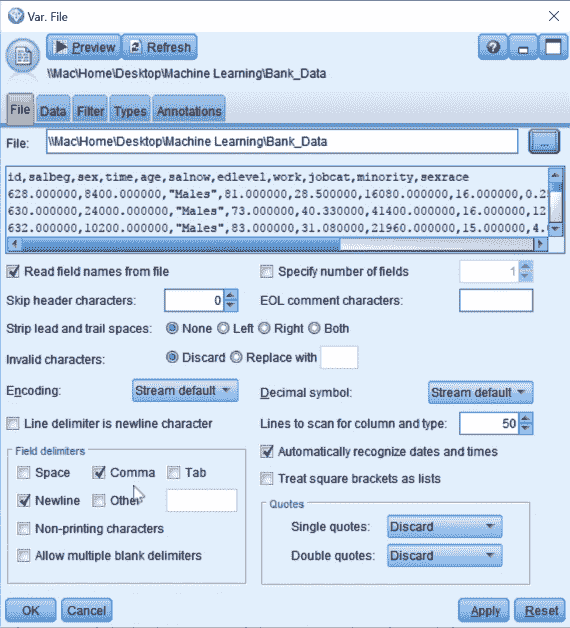 Var. File
Preview Refresh
\\Mac\Home\Desktop\Machine Learning\Bank_Data
File Data Filter Types Annotations
File: \\Mac\Home\Desktop\Machine Learning\Bank_Data ...
id,salbeg,sex,time,age,salnow,edlevel,work,jobcat,minority,sexrace
628.000000,8400.000000,"Males",81.000000,28.500000,16080.000000,16.000000,0.2
630.000000,24000.000000,"Males",73.000000,40.330000,41400.000000,16.000000,12
632.000000,10200.000000,"Males",83.000000,31.080000,21960.000000,15.000000,4.
Read field names from file Specify number of fields 1
Skip header characters: 0 EOL comment characters:
Strip lead and trail spaces: None Left Right Both
Invalid characters: Discard Replace with
Encoding: Stream default Decimal symbol: Stream default
Line delimiter is newline character Lines to scan for column and type: 50
Field delimiters Automatically recognize dates and times
Space Comma Tab Treat square brackets as lists
Newline Other Quotes
Non-printing characters Single quotes: Discard
Allow multiple blank delimiters Double quotes: Discard
OK Cancel Apply Reset